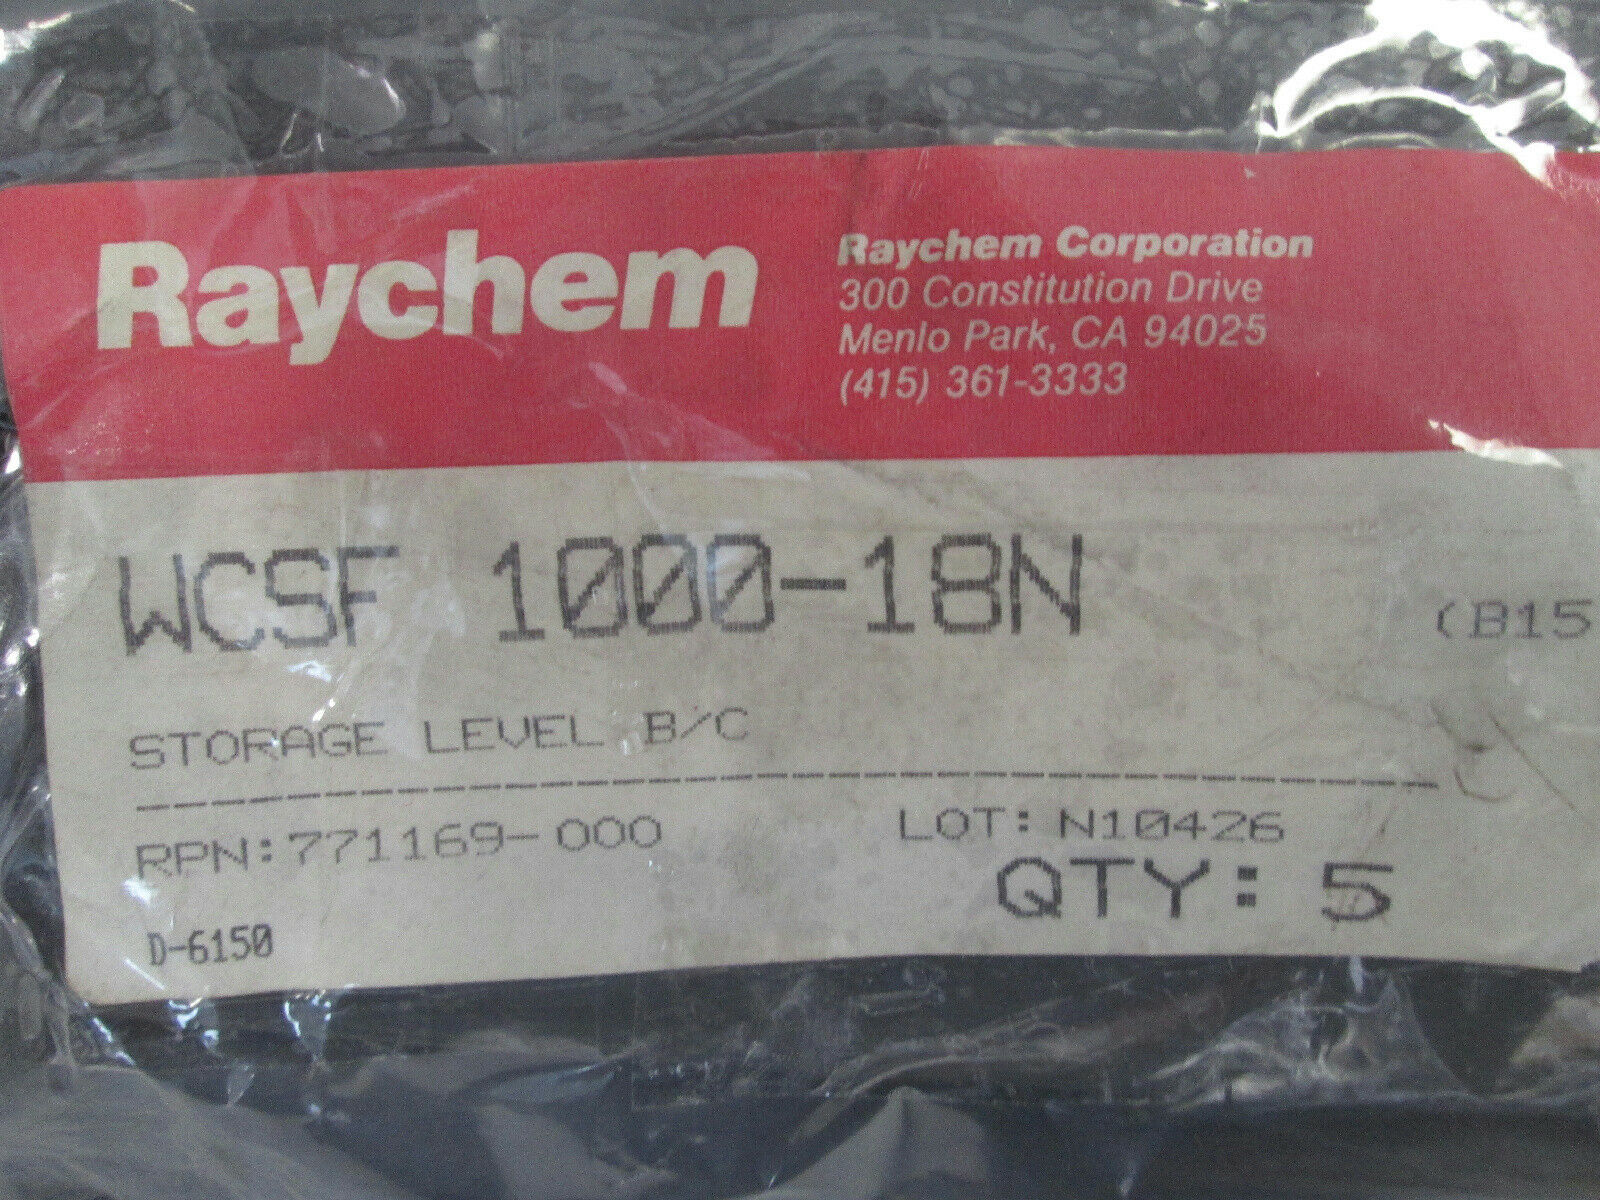 Raychem
Raychem Corporation
300 Constitution Drive
Menlo Park, CA 94025
(415) 361-3333
WCSF 1000-18N
(B15
STORAGE LEVEL B/C
RPN:771169-000
LOT: N10426
QTY: 5
D-6150